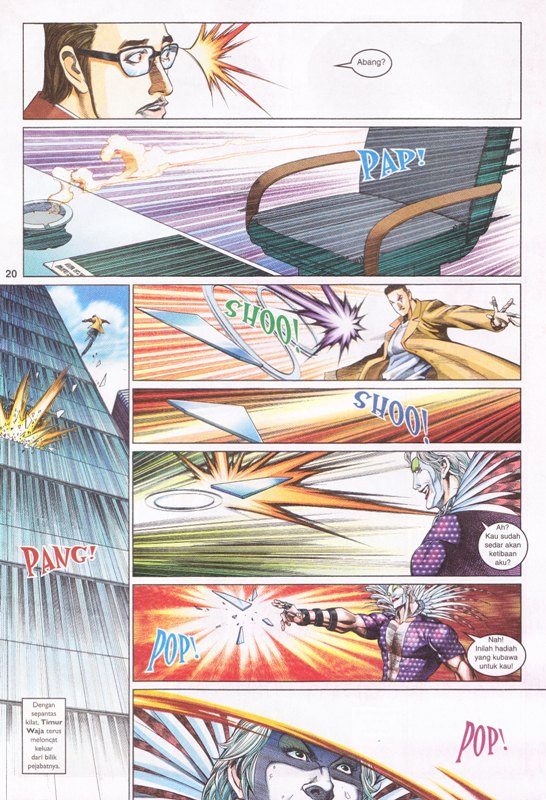 Abang?
PAP!
20
PANG!
Dengan
sepantas
kilat, Timur
Waja terus
meloncat
keluar
dari bilik
pejabatnya.
SHOO!
SHOO!
Ah?
Kau sudah
sedar akan
ketibaan
aku?
POP!
Nah!
Inilah hadiah
yang kubawa
untuk kau!
POP!